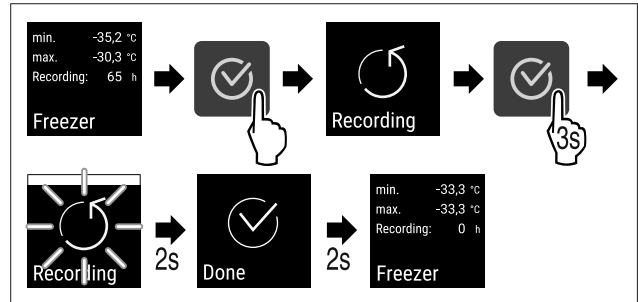 min. -35,2 °C
max. -30,3 °C
Recording: 65 h
Freezer
Recording
3s
Recording
2s
Done
2s
min. -33,3 °C
max. -33,3 °C
Recording: 0 h
Freezer